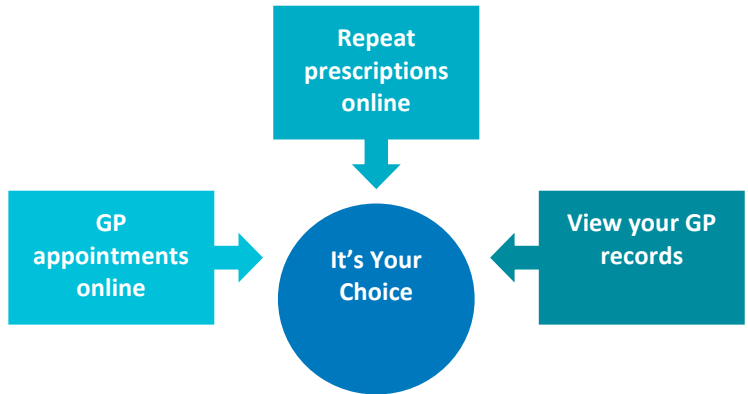 Repeat
prescriptions
online
GP
appointments
online
It’s Your
Choice
View your GP
records